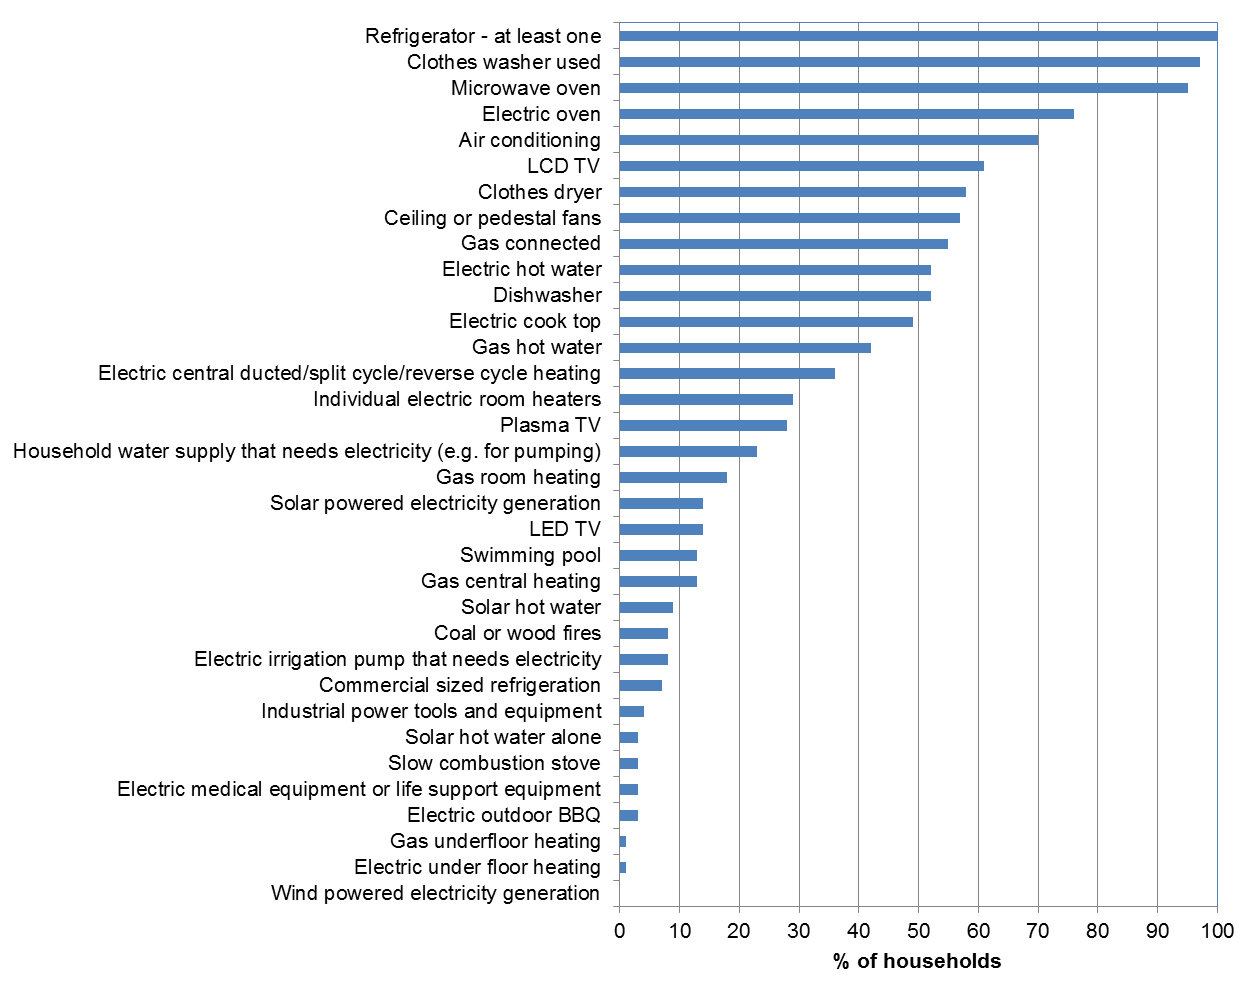 Refrigerator - at least one
Clothes washer used
Microwave oven
Electric oven
Air conditioning
LCD TV
Clothes dryer
Ceiling or pedestal fans
Gas connected
Electric hot water
Dishwasher
Electric cook top
Gas hot water
Electric central ducted/split cycle/reverse cycle heating
Individual electric room heaters
Plasma TV
Household water supply that needs electricity (e.g. for pumping)
Gas room heating
Solar powered electricity generation
LED TV
Swimming pool
Gas central heating
Solar hot water
Coal or wood fires
Electric irrigation pump that needs electricity
Commercial sized refrigeration
Industrial power tools and equipment
Solar hot water alone
Slow combustion stove
Electric medical equipment or life support equipment
Electric outdoor BBQ
Gas underfloor heating
Electric under floor heating
Wind powered electricity generation
0 10 20 30 40 50 60 70 80 90 100
% of households